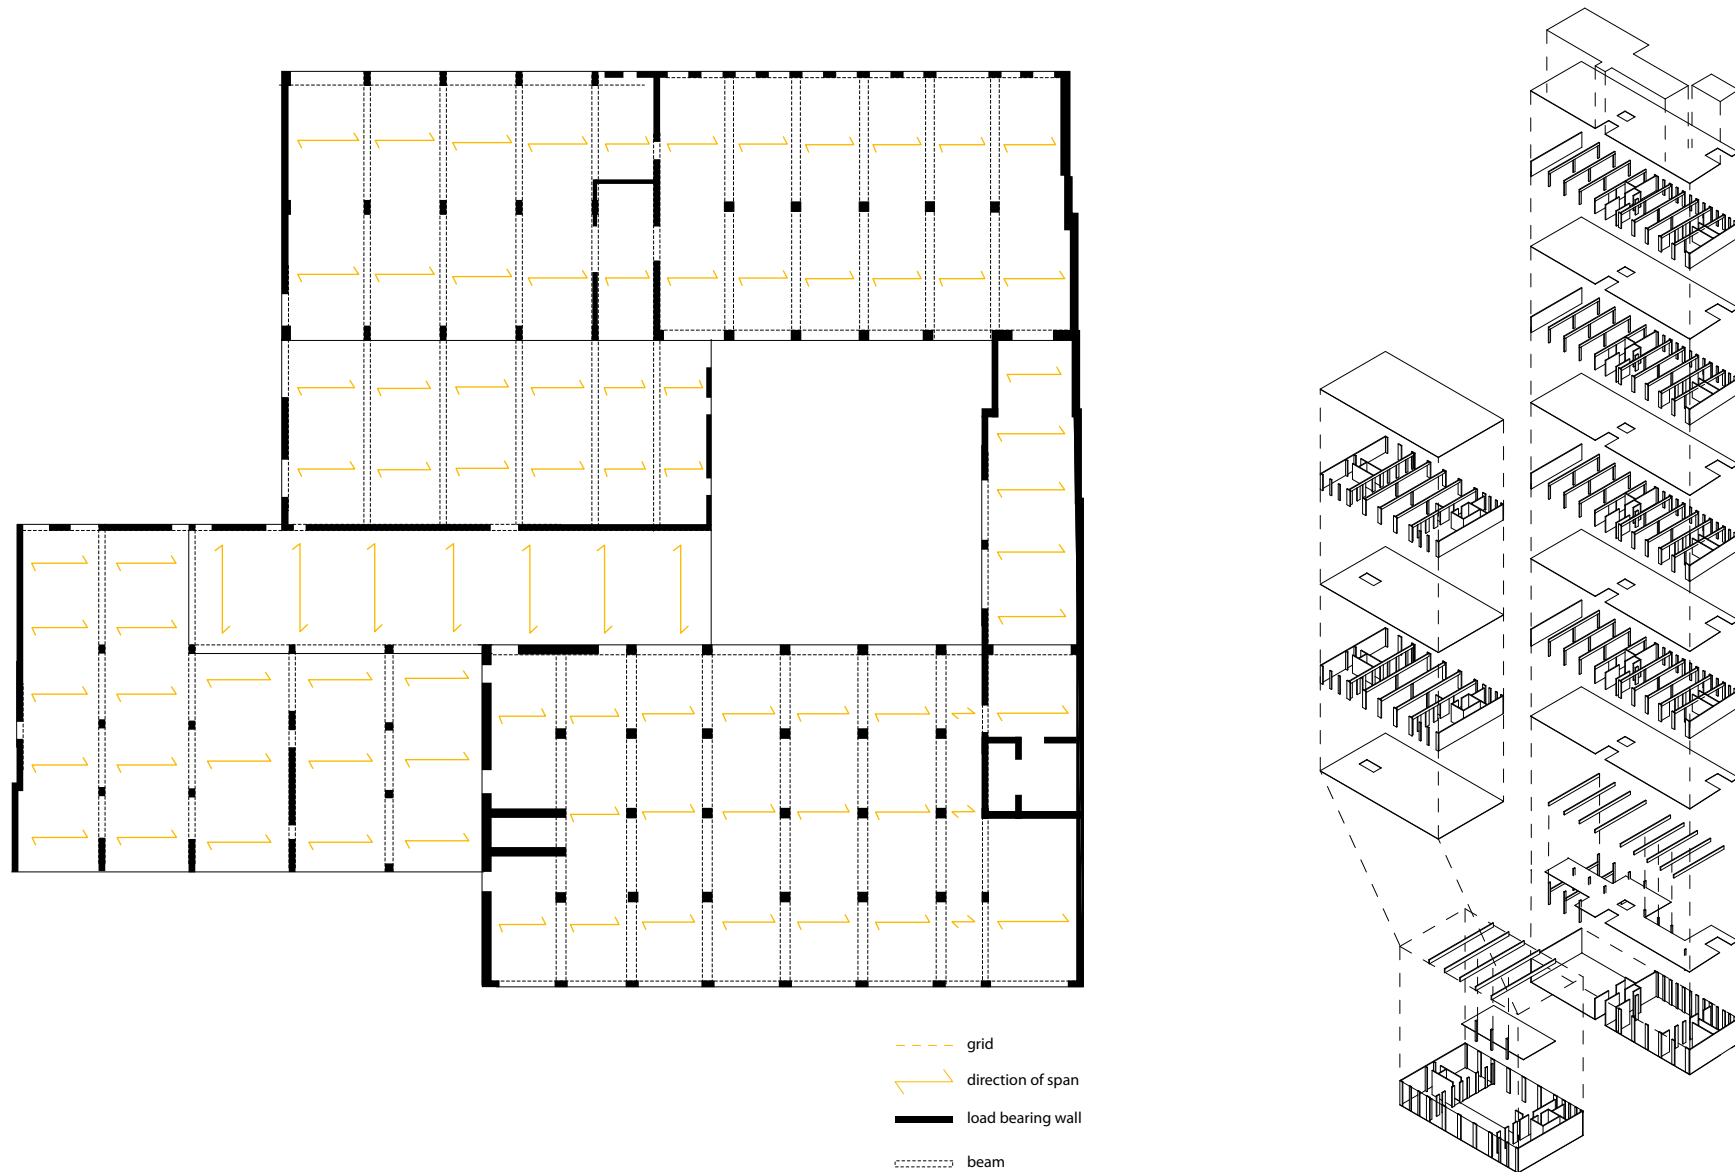 grid
direction of span
load bearing wall
beam